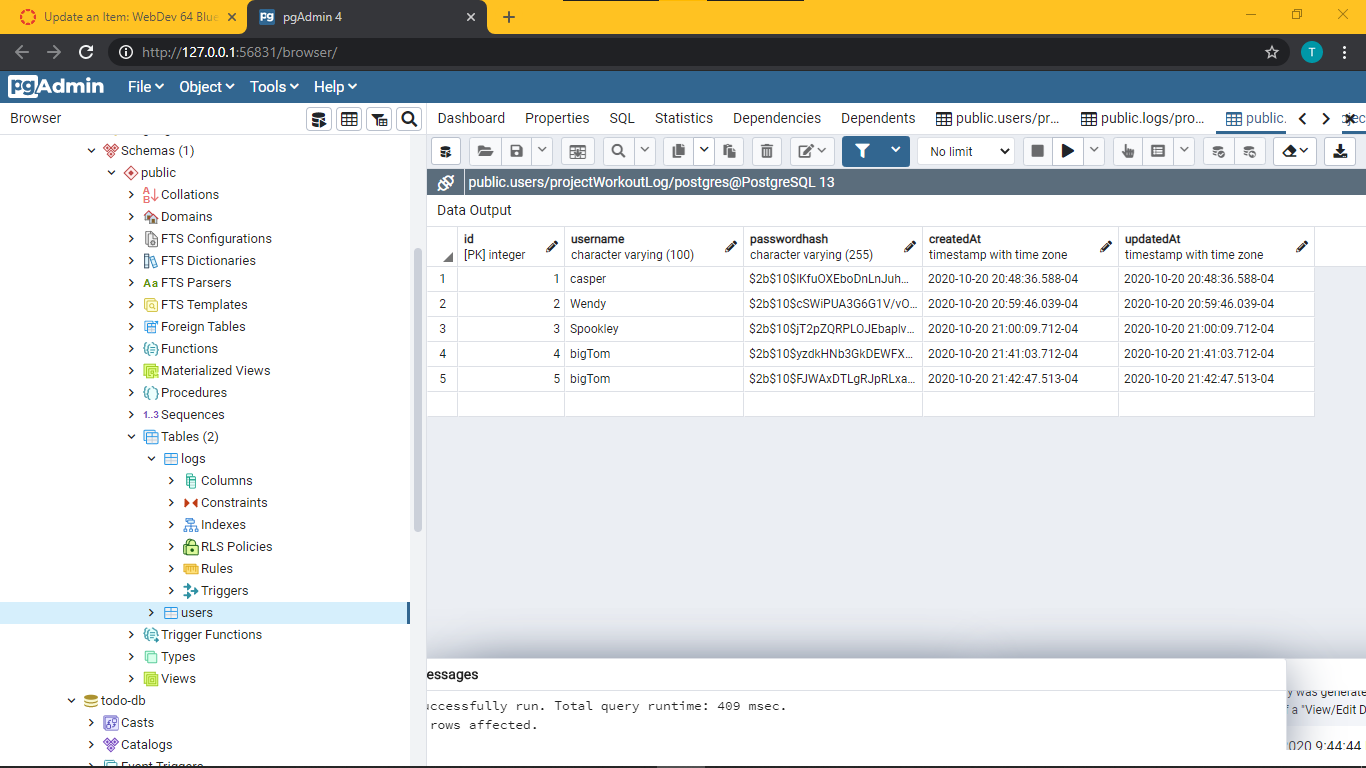 Update an Item: WebDev 64 Blue
pgAdmin 4
http://127.0.0.1:56831/browser/
T
pgAdmin
File Object Tools Help
Browser
Dashboard Properties SQL Statistics Dependencies Dependents public.users/pr... public.logs/pro... public.
No limit
public.users/projectWorkoutLog/postgres@PostgreSQL 13
Data Output
Schemas (1)
public
Collations
Domains
FTS Configurations
FTS Dictionaries
Aa FTS Parsers
FTS Templates
Foreign Tables
Functions
Materialized Views
Procedures
1..3 Sequences
Tables (2)
logs
Columns
Constraints
Indexes
RLS Policies
Rules
Triggers
users
Trigger Functions
Types
Views
todo-db
Casts
Catalogs
Event Triggers
id username passwordhash createdAt updatedAt
[PK] integer character varying (100) character varying (255) timestamp with time zone timestamp with time zone
1 1 casper $2b$10$IKfuOXEboDnLnJuh... 2020-10-20 20:48:36.588-04 2020-10-20 20:48:36.588-04
2 2 Wendy $2b$10$cSWiPUA3G6G1V/vO... 2020-10-20 20:59:46.039-04 2020-10-20 20:59:46.039-04
3 3 Spookley $2b$10$jT2pZQRPLOJEbaplv... 2020-10-20 21:00:09.712-04 2020-10-20 21:00:09.712-04
4 4 bigTom $2b$10$yzdkHNb3GkDEWFX... 2020-10-20 21:41:03.712-04 2020-10-20 21:41:03.712-04
5 5 bigTom $2b$10$FJWAxDTLgRJpRLxa... 2020-10-20 21:42:47.513-04 2020-10-20 21:42:47.513-04
essages
uccessfully run. Total query runtime: 409 msec.
rows affected.
y was generate
f a "View/Edit D
020 9:44:44